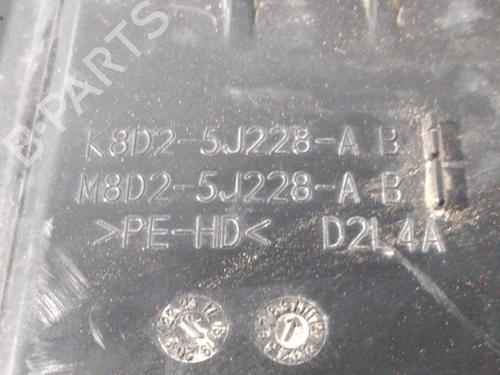 B-PARTS
K8D2-5J228-A B
M8D2-5J228-A B
>PE-HD< D2L4A